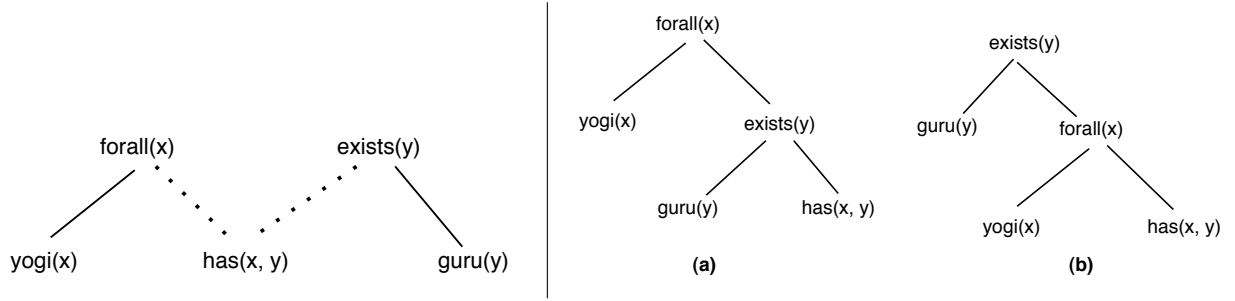 forall(x) exists(y)
yogi(x) has(x, y) guru(y)
forall(x)
yogi(x) exists(y)
guru(y) has(x, y)
(a)
exists(y)
guru(y) forall(x)
yogi(x) has(x, y)
(b)